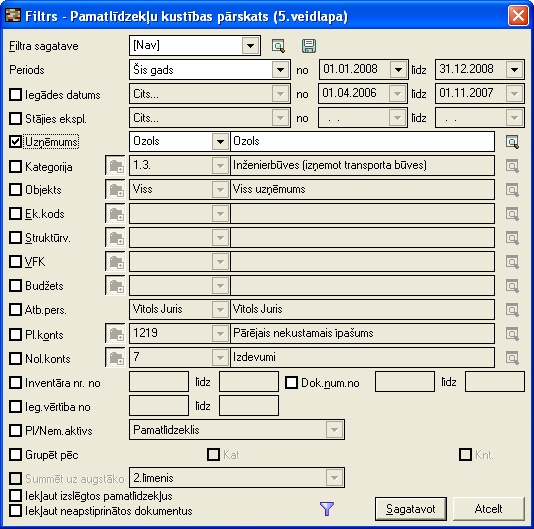 Filtrs - Pamatlīdzekļu kustības pārskats (5.veidlapa)
Filtra sagatave [Nav]
Periods Šis gads no 01.01.2008 līdz 31.12.2008
Iegādes datums Cits... no 01.04.2006 līdz 01.11.2007
Stājies ekspl. Cits... no . . līdz . .
Uzņēmums Ozols Ozols
Kategorija 1.3. Inženierbūves (izņemot transporta būves)
Objekts Viss Viss uzņēmums
Ek.kods
Struktūrv.
VFK
Budžets
Atb.pers. Vītols Juris Vītols Juris
Pl.konts 1219 Pārējais nekustamais īpašums
Nol.konts 7 Izdevumi
Inventāra nr. no līdz Dok.num.no līdz
Ieg.vērtība no līdz
Pl/Nem.aktīvs Pamatlīdzeklis
Grupēt pēc Kat Knt.
Summēt uz augstāko 2.līmenis
Iekļaut izslēgtos pamatlīdzekļus
Iekļaut neapstiprinātos dokumentus
Sagatavot Atcelt